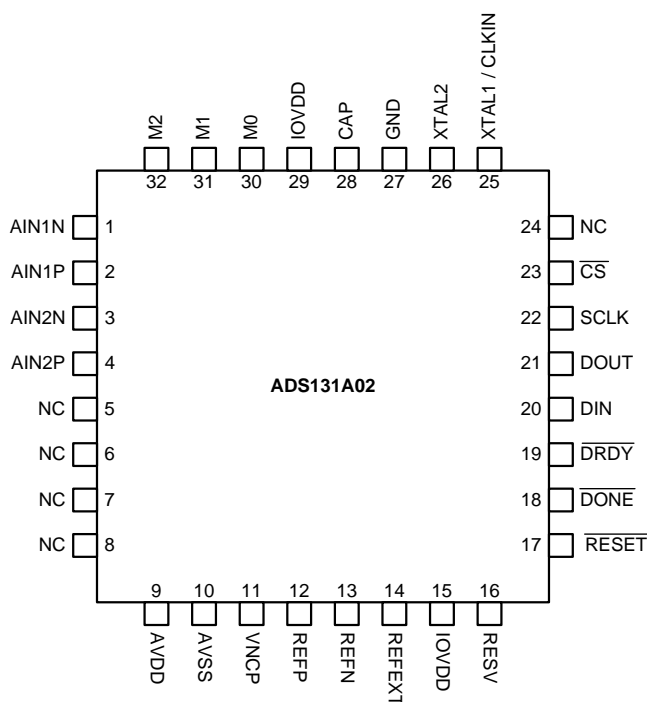 M2
M1
M0
IOVDD
CAP
GND
XTAL2
XTAL1 / CLKIN
32
31
30
29
28
27
26
25
AIN1N 1
AIN1P 2
AIN2N 3
AIN2P 4
NC 5
NC 6
NC 7
NC 8
ADS131A02
24 NC
23 CS
22 SCLK
21 DOUT
20 DIN
19 DRDY
18 DONE
17 RESET
9
10
11
12
13
14
15
16
AVDD
AVSS
VNCP
REFP
REFN
REFEXT
IOVDD
RESV